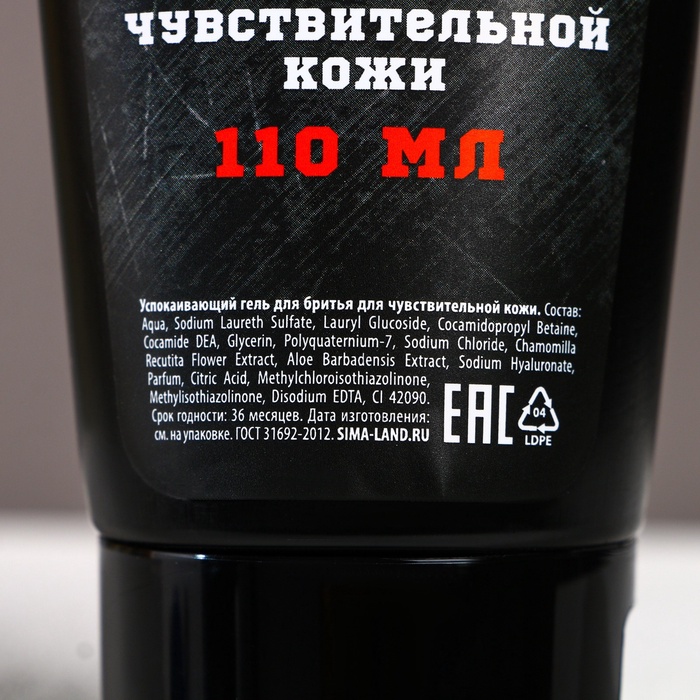 чувствительной
кожи
110 мл
Успокаивающий гель для бритья для чувствительной кожи. Состав:
Aqua, Sodium Laureth Sulfate, Lauryl Glucoside, Cocamidopropyl Betaine,
Cocamide DEA, Glycerin, Polyquaternium-7, Sodium Chloride, Chamomilla
Recutita Flower Extract, Aloe Barbadensis Extract, Sodium Hyaluronate,
Parfum, Citric Acid, Methylchloroisothiazolinone,
Methylisothiazolinone, Disodium EDTA, CI 42090.
Срок годности: 36 месяцев. Дата изготовления:
см. на упаковке. ГОСТ 31692-2012. SIMA-LAND.RU
EAC
04
LDPE